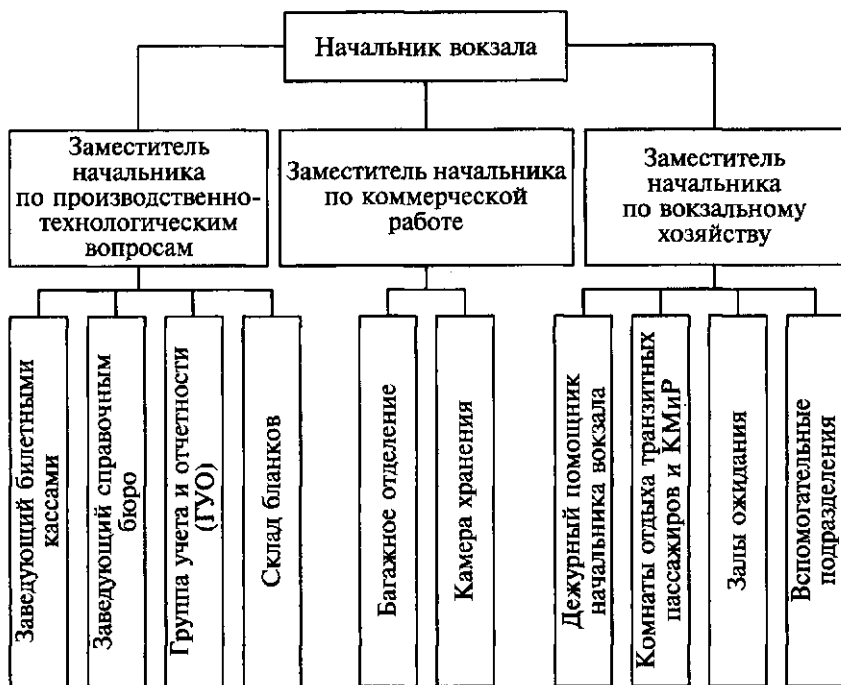 Начальник вокзала
Заместитель
начальника
по производственно-
технологическим
вопросам
Заместитель начальника
по коммерческой
работе
Заместитель
начальника
по вокзальному
хозяйству
Заведующий билетными
кассами
Заведующий справочным
бюро
Группа учета и отчетности
(ГУО)
Склад бланков
Багажное отделение
Камера хранения
Дежурный помощник
начальника вокзала
Комнаты отдыха транзитных
пассажиров и КМиР
Залы ожидания
Вспомогательные
подразделения